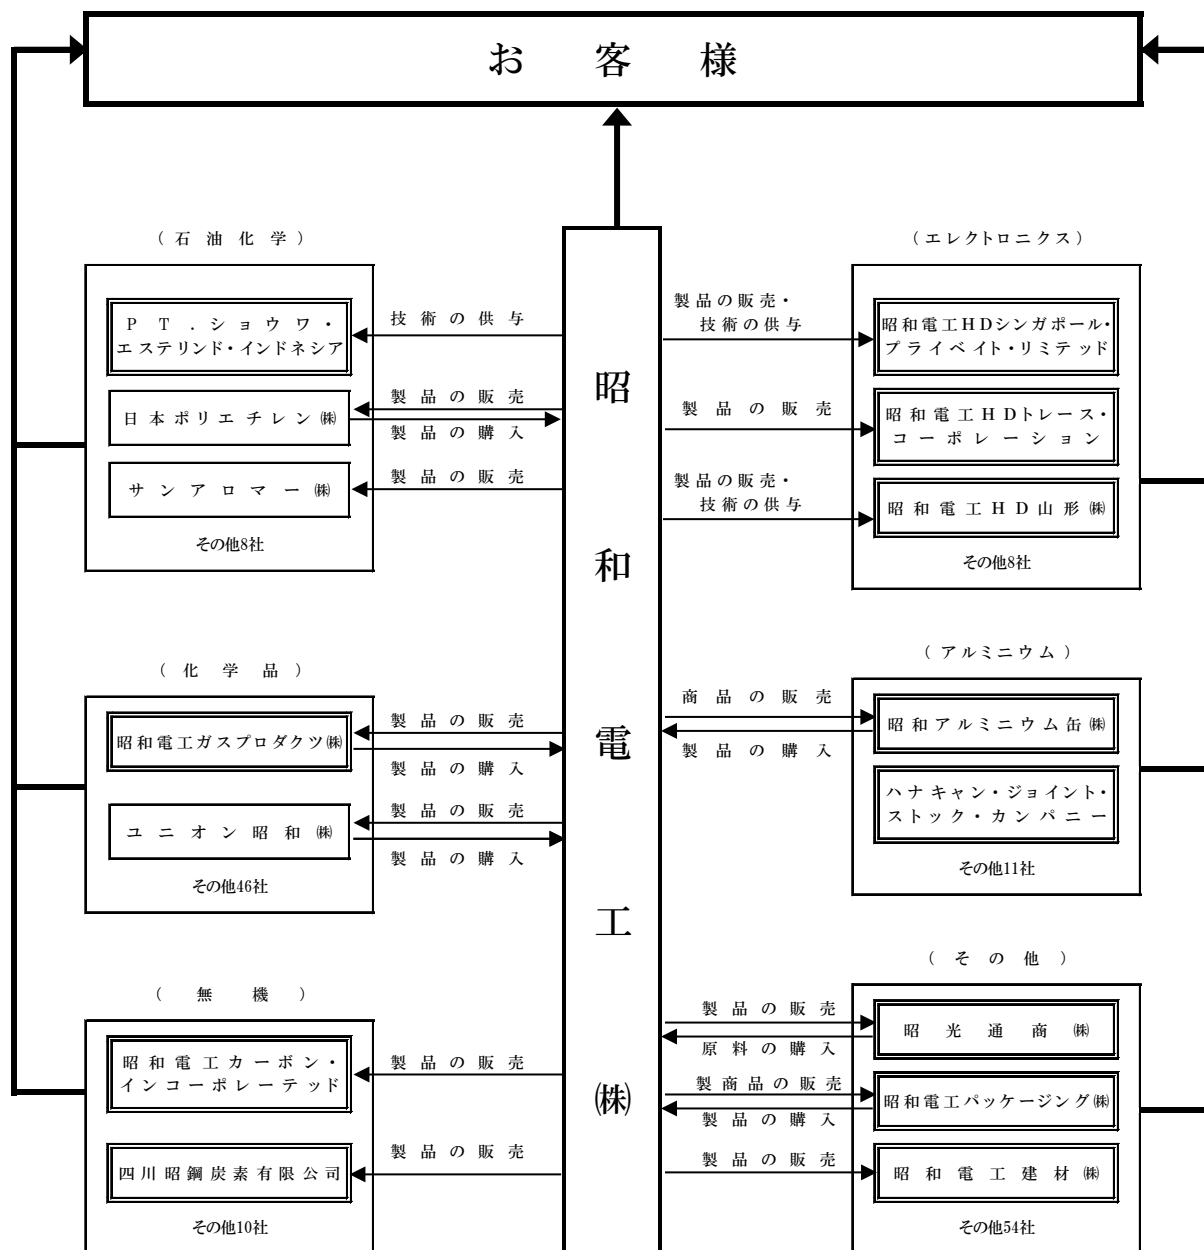 お客様
(石油化学)
PT.ショウワ・
エステリンド・インドネシア
日本ポリエチレン㈱
サンアロマー㈱
その他8社
技術の供与
製品の販売
製品の購入
製品の販売
(化学品)
昭和電工ガスプロダクツ㈱
ユニオン昭和㈱
その他46社
製品の販売
製品の購入
製品の販売
製品の購入
(無機)
昭和電工カーボン・
インコーポレーテッド
四川昭鋼炭素有限公司
その他10社
製品の販売
製品の販売
昭和電工㈱
(エレクトロニクス)
製品の販売・
技術の供与
製品の販売
製品の販売・
技術の供与
昭和電工HDシンガポール・
プライベイト・リミテッド
昭和電工HDトレース・
コーポレーション
昭和電工HD山形㈱
その他8社
(アルミニウム)
商品の販売
製品の購入
昭和アルミニウム缶㈱
ハナキャン・ジョイント・
ストック・カンパニー
その他11社
(その他)
製品の販売
原料の購入
製商品の販売
製品の購入
製品の販売
昭光通商㈱
昭和電工パッケージング㈱
昭和電工建材㈱
その他54社